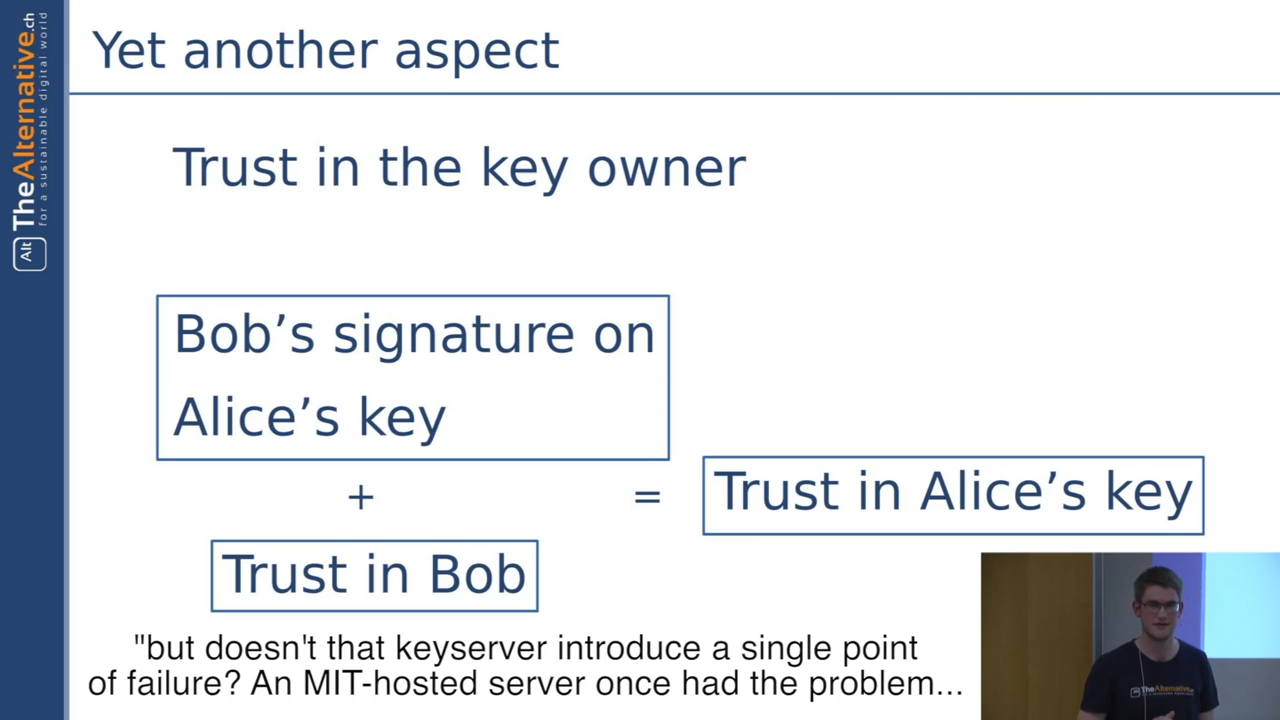 Yet another aspect
Trust in the key owner
Bob’s signature on
Alice’s key
+
=
Trust in Alice’s key
Trust in Bob
"but doesn't that keyserver introduce a single point
of failure? An MIT-hosted server once had the problem...
Alt TheAlternative.ch
for a sustainable digital world
TheAlternative